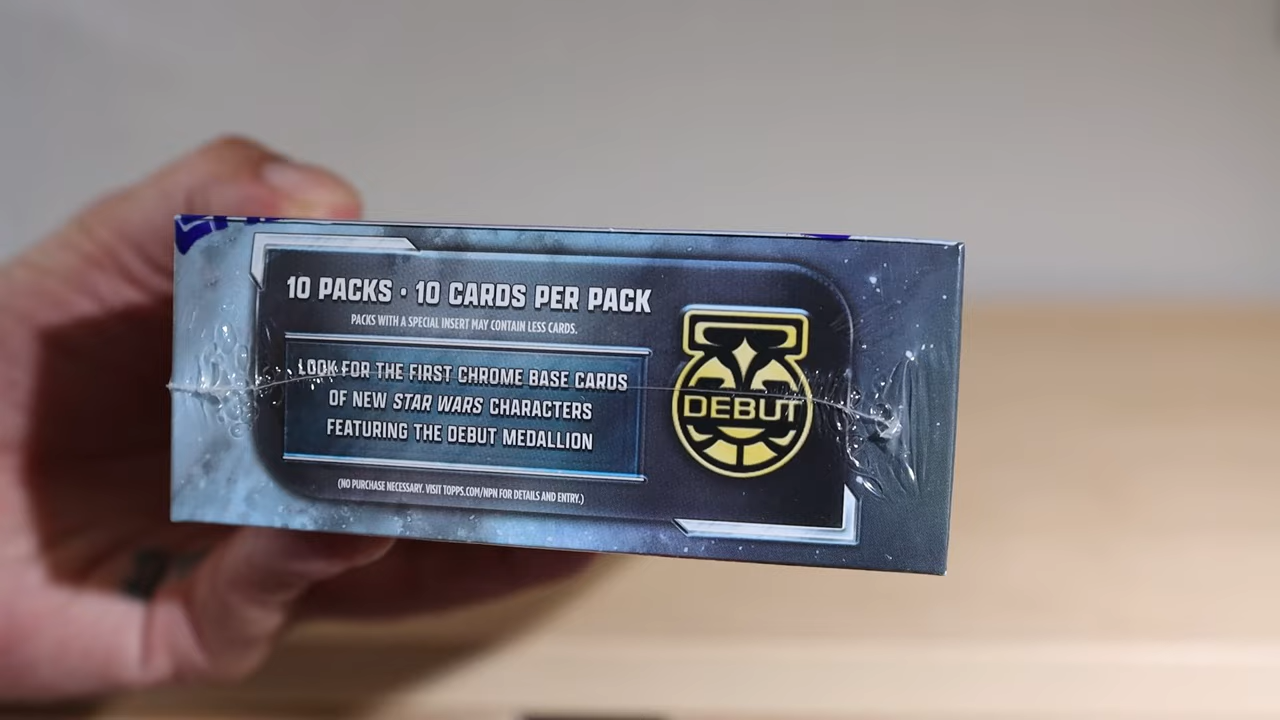 10 PACKS · 10 CARDS PER PACK
PACKS WITH A SPECIAL INSERT MAY CONTAIN LESS CARDS.
LOOK FOR THE FIRST CHROME BASE CARDS
OF NEW STAR WARS CHARACTERS
FEATURING THE DEBUT MEDALLION
(NO PURCHASE NECESSARY. VISIT TOPPS.COM/NPN FOR DETAILS AND ENTRY.)
DEBUT